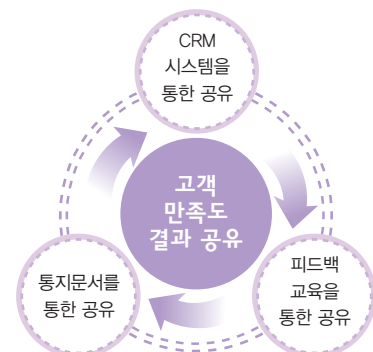 CRM
시스템을
통한 공유
고객
만족도
결과 공유
통지문서를
통한 공유
피드백
교육을
통한 공유